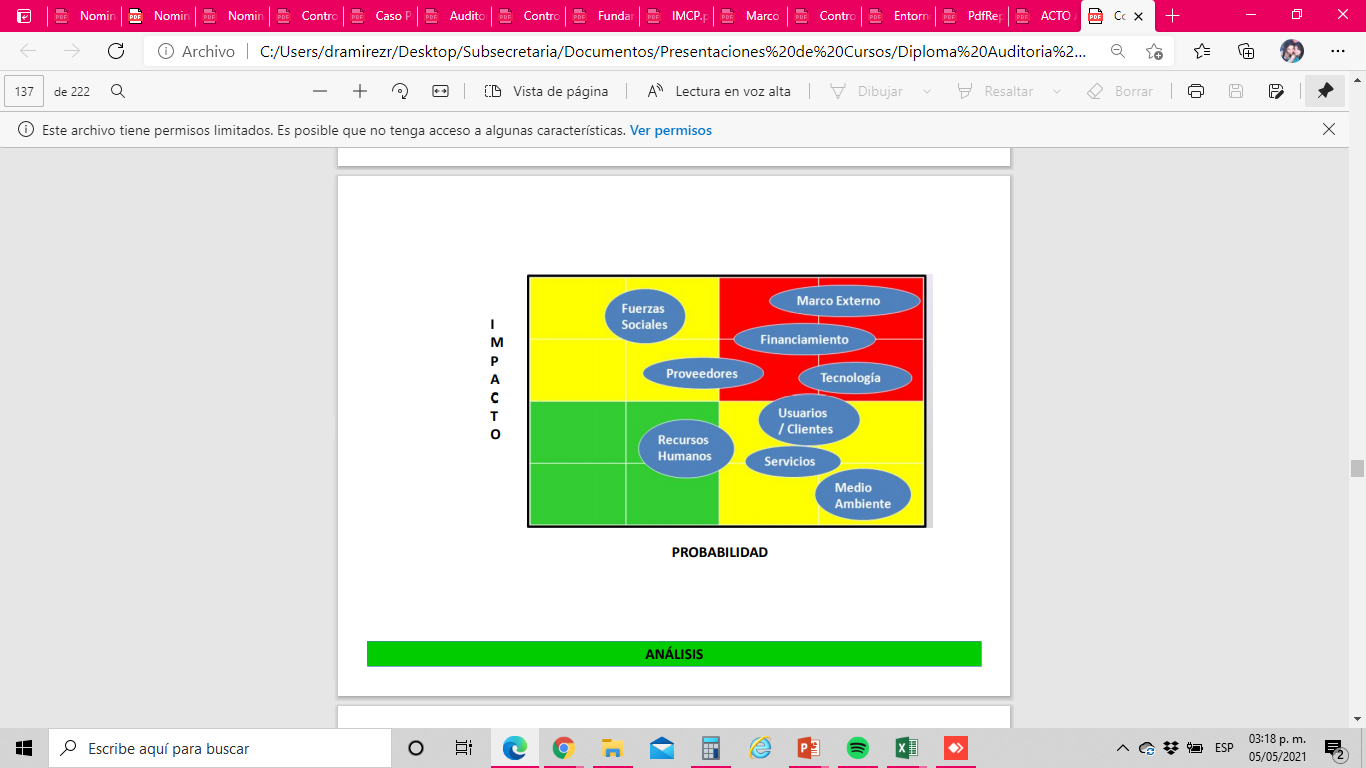 Nomin
Nomin
Nomin
Contro
Caso P
Audito
Contro
Fundar
IMCP.p
Marco
Contro
Entorn
PdfRep
ACTO
Co
Archivo
C:/Users/dramirezr/Desktop/Subsecretaria/Documentos/Presentaciones%20de%20Cursos/Diploma%20Auditoria%2...
137
de 222
Vista de página
Lectura en voz alta
Dibujar
Resaltar
Borrar
Este archivo tiene permisos limitados. Es posible que no tenga acceso a algunas características. Ver permisos
IMPACTO
Fuerzas
Sociales
Marco Externo
Financiamiento
Proveedores
Tecnología
Usuarios
/ Clientes
Recursos
Humanos
Servicios
Medio
Ambiente
PROBABILIDAD
ANÁLISIS
Escribe aquí para buscar
ESP
03:18 p. m.
05/05/2021
2